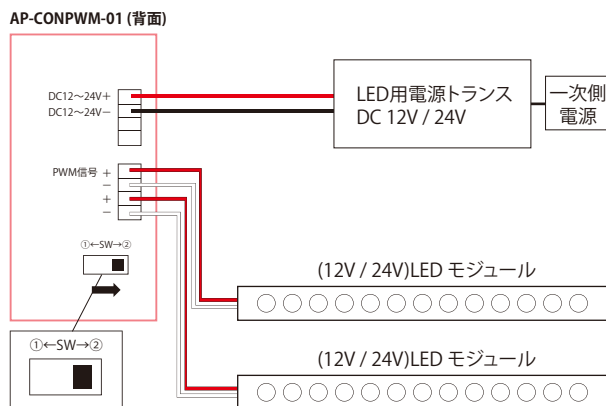 AP-CONPWM-01 (背面)
DC12～24V+
DC12～24V−
LED用電源トランス
DC 12V / 24V
一次側
電源
PWM信号 +
−
+
−
①←SW→②
(12V / 24V)LED モジュール
①←SW→②
(12V / 24V)LED モジュール